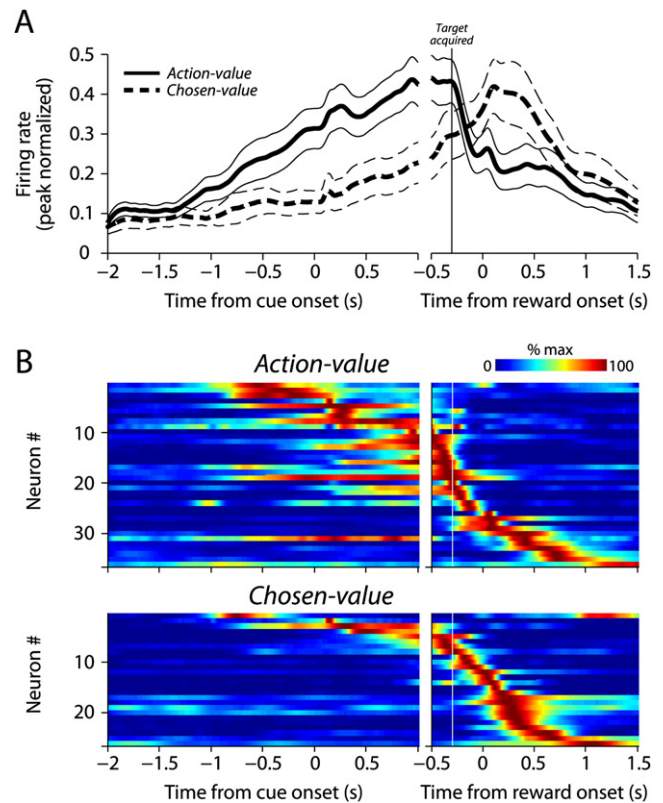 A
Target
acquired
0.5
Action-value
Chosen-value
0.4
0.3
0.2
0.1
0
Firing rate
(peak normalized)
−2 −1.5 −1 −0.5 0 0.5 −0.5 0 0.5 1 1.5
Time from cue onset (s) Time from reward onset (s)
B
% max
0 100
Action-value
10
20
30
Neuron #
Chosen-value
10
20
Neuron #
−2 −1.5 −1 −0.5 0 0.5 −0.5 0 0.5 1 1.5
Time from cue onset (s) Time from reward onset (s)